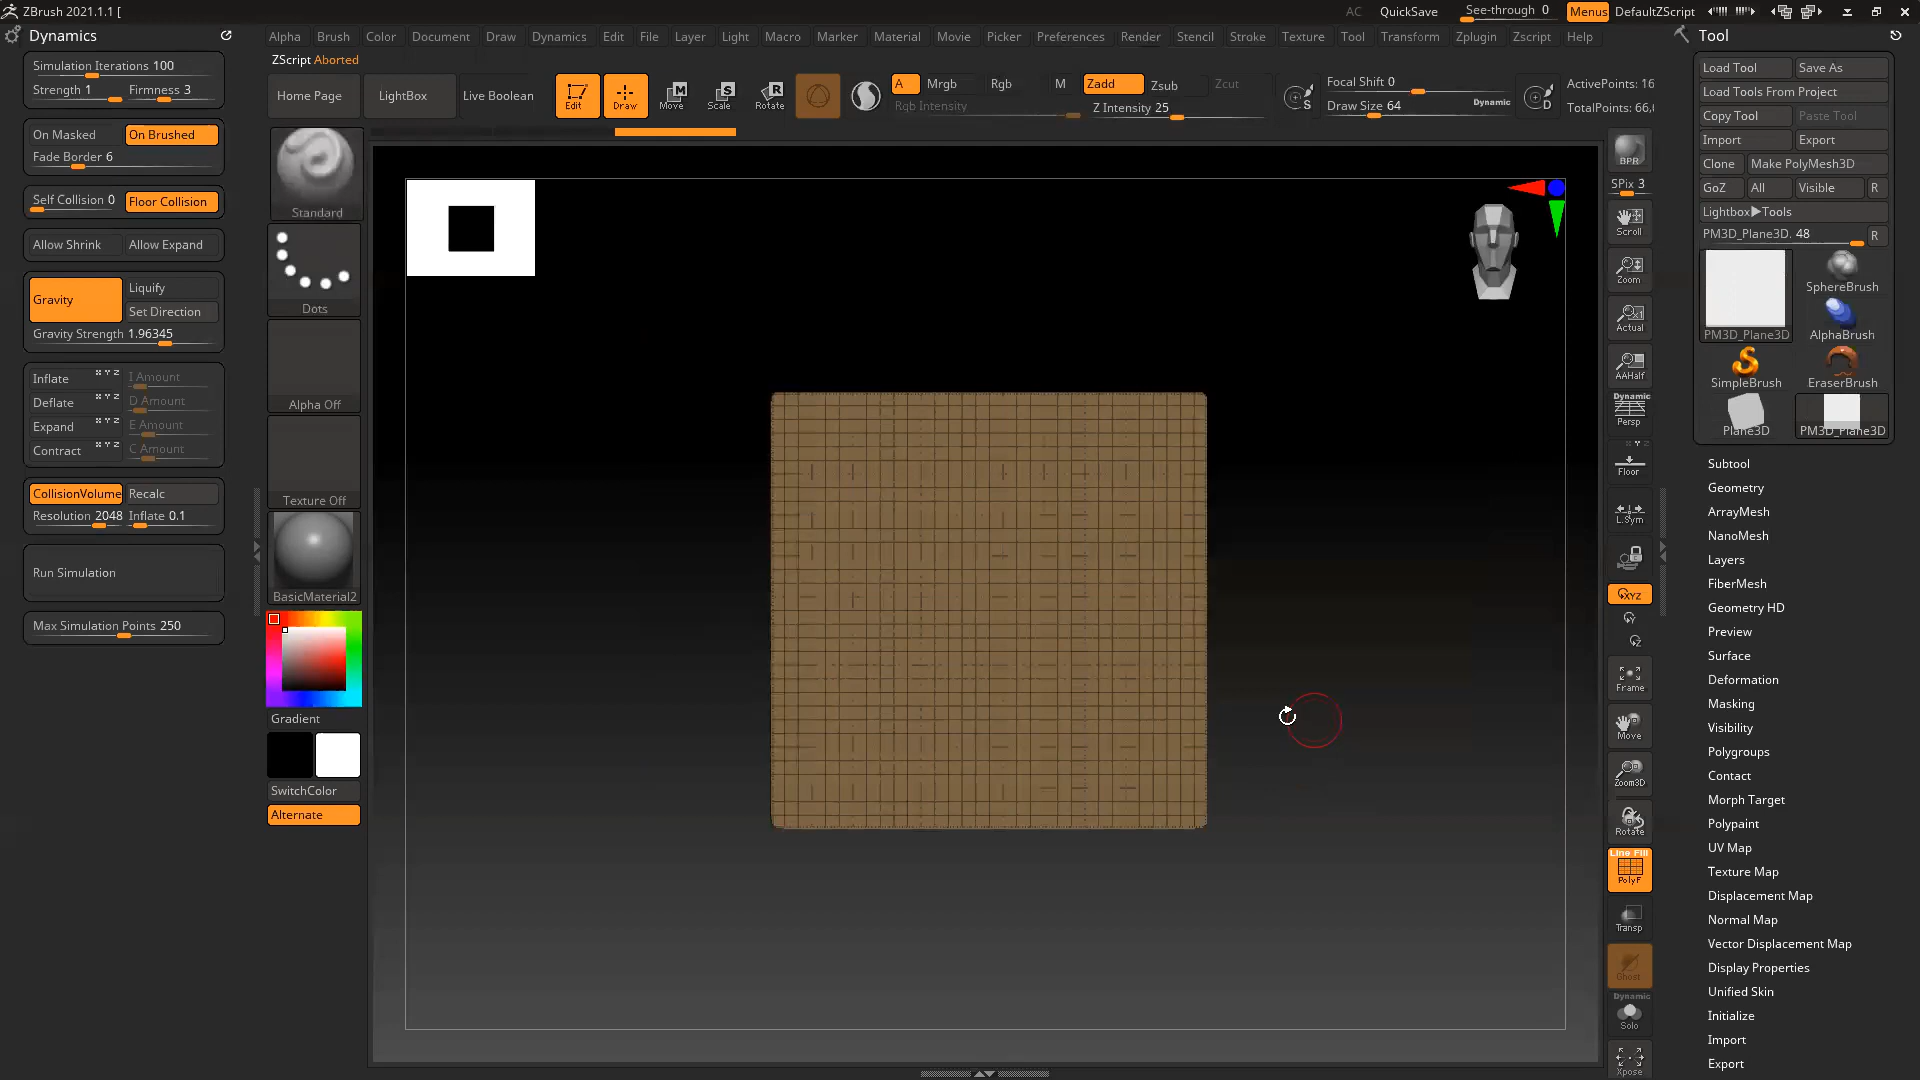 ZBrush 2021.1.1 [
AC QuickSave See-through 0 Menus DefaultZScript
Dynamics
Alpha Brush Color Document Draw Dynamics Edit File Layer Light Macro Marker Material Movie Picker Preferences Render Stencil Stroke Texture Tool Transform Zplugin Zscript Help
Tool
ZScript Aborted
Simulation Iterations 100
Strength 1 Firmness 3
On Masked On Brushed
Fade Border 6
Self Collision 0 Floor Collision
Allow Shrink Allow Expand
Gravity
Liquify
Set Direction
Gravity Strength 1.96345
Inflate X Y Z I Amount
Deflate X Y Z D Amount
Expand X Y Z E Amount
Contract X Y Z C Amount
CollisionVolume Recalc
Resolution 2048 Inflate 0.1
Run Simulation
Max Simulation Points 250
Home Page LightBox Live Boolean
Edit Draw Move Scale Rotate
M S R
A Mrgb Rgb M
Rgb Intensity
Zadd Zsub Zcut
Z Intensity 25
S Focal Shift 0
Draw Size 64 Dynamic
D ActivePoints: 16
TotalPoints: 66,
Standard
Dots
Alpha Off
Texture Off
BasicMaterial2
Gradient
SwitchColor
Alternate
BPR
SPix 3
Scroll
Zoom
Actual
AAHalf
Dynamic
Persp
Floor
L.Sym
XYZ
Y
Z
Frame
Move
Zoom3D
Rotate
Line Fill
PolyF
Transp
Ghost
Dynamic
Solo
Xpose
Load Tool Save As
Load Tools From Project
Copy Tool Paste Tool
Import Export
Clone Make PolyMesh3D
GoZ All Visible R
Lightbox▶Tools
PM3D_Plane3D. 48 R
PM3D_Plane3D
SphereBrush
AlphaBrush
SimpleBrush
EraserBrush
Plane3D
PM3D_Plane3D
Subtool
Geometry
ArrayMesh
NanoMesh
Layers
FiberMesh
Geometry HD
Preview
Surface
Deformation
Masking
Visibility
Polygroups
Contact
Morph Target
Polypaint
UV Map
Texture Map
Displacement Map
Normal Map
Vector Displacement Map
Display Properties
Unified Skin
Initialize
Import
Export